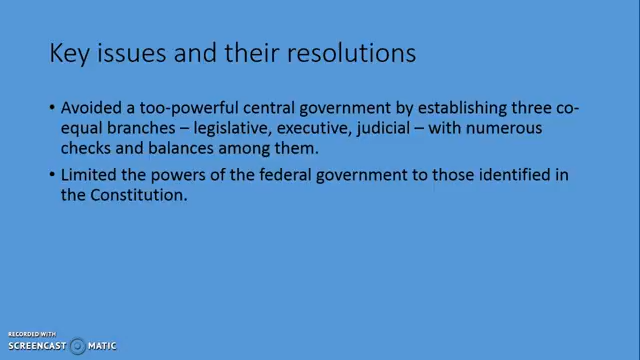 Key issues and their resolutions
• Avoided a too-powerful central government by establishing three co-
equal branches – legislative, executive, judicial – with numerous
checks and balances among them.
• Limited the powers of the federal government to those identified in
the Constitution.
RECORDED WITH
SCREENCAST MATIC